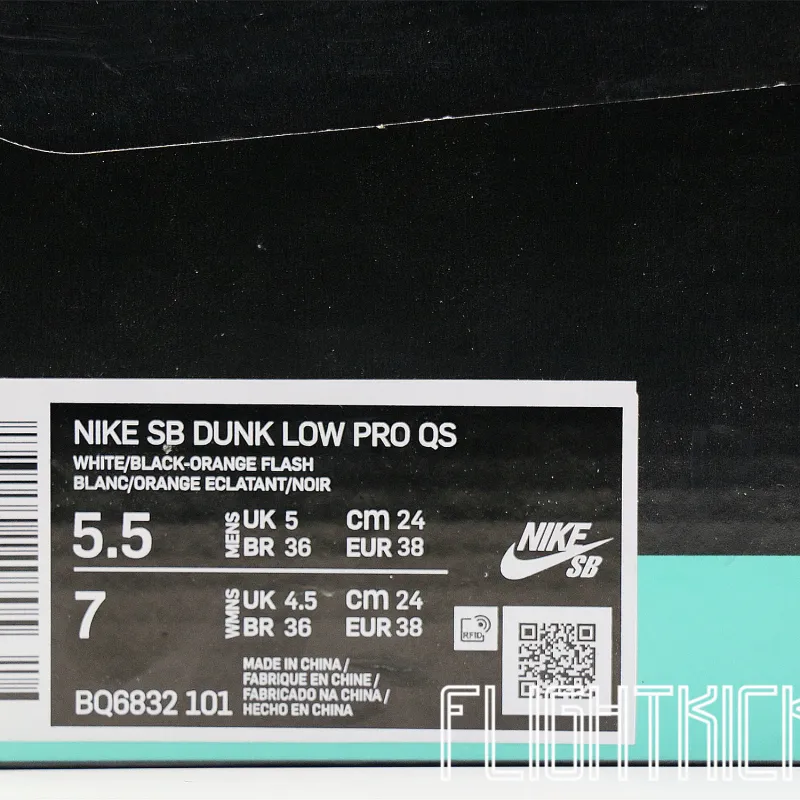 NIKE SB DUNK LOW PRO QS
WHITE/BLACK-ORANGE FLASH
BLANC/ORANGE ECLATANT/NOIR
5.5 MENS UK 5 cm 24
BR 36 EUR 38
7 WMNS UK 4.5 cm 24
BR 36 EUR 38
NIKE
SB
RFID
MADE IN CHINA /
FABRIQUE EN CHINE /
FABRICADO NA CHINA /
HECHO EN CHINA
BQ6832 101
FLIGHTKICK